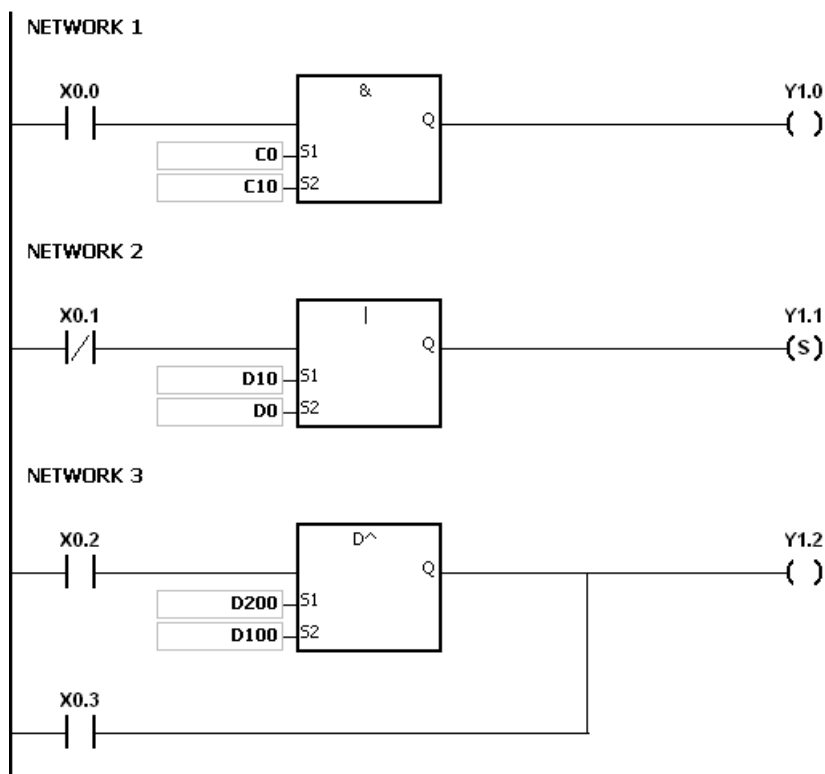 NETWORK 1
X0.0
&
Y1.0
Q
C0 S1
C10 S2
( )
NETWORK 2
X0.1
|
Y1.1
Q
(S)
D10 S1
D0 S2
NETWORK 3
X0.2
D^
Y1.2
Q
( )
D200 S1
D100 S2
X0.3